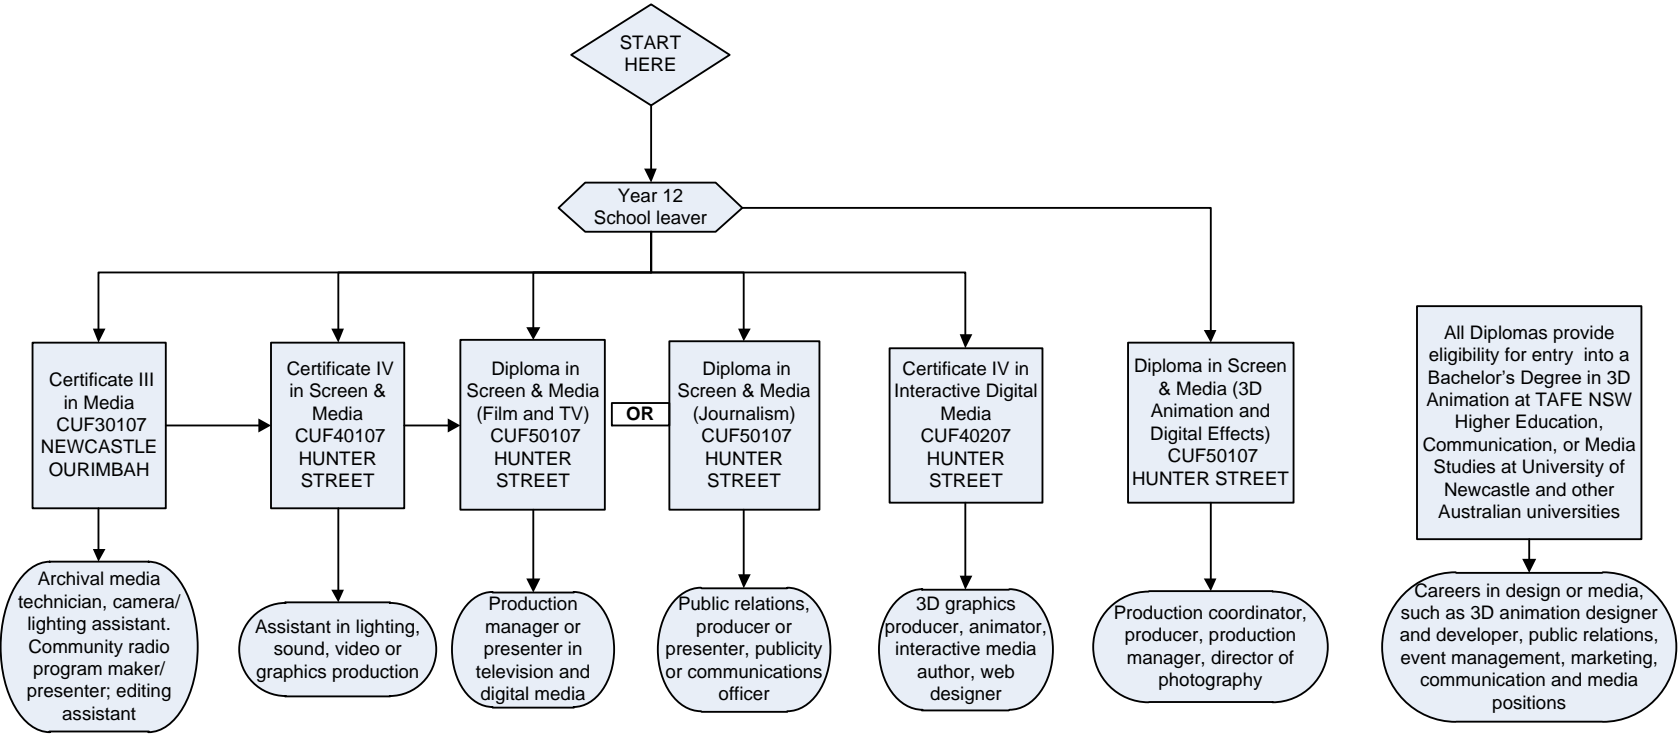 START
HERE
Year 12
School leaver
Certificate III
in Media
CUF30107
NEWCASTLE
OURIMBAH
Certificate IV
in Screen &
Media
CUF40107
HUNTER
STREET
Diploma in
Screen & Media
(Film and TV)
CUF50107
HUNTER
STREET
OR
Diploma in
Screen & Media
(Journalism)
CUF50107
HUNTER
STREET
Certificate IV in
Interactive Digital
Media
CUF40207
HUNTER
STREET
Diploma in Screen
& Media (3D
Animation and
Digital Effects)
CUF50107
HUNTER STREET
All Diplomas provide
eligibility for entry into a
Bachelor's Degree in 3D
Animation at TAFE NSW
Higher Education,
Communication, or Media
Studies at University of
Newcastle and other
Australian universities
Archival media
technician, camera/
lighting assistant.
Community radio
program maker/
presenter; editing
assistant
Assistant in lighting,
sound, video or
graphics production
Production
manager or
presenter in
television and
digital media
Public relations,
producer or
presenter, publicity
or communications
officer
3D graphics
producer, animator,
interactive media
author, web
designer
Production coordinator,
producer, production
manager, director of
photography
Careers in design or media,
such as 3D animation designer
and developer, public relations,
event management, marketing,
communication and media
positions